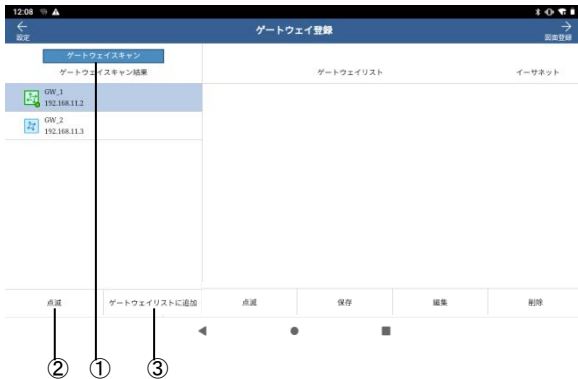 12:08
ゲートウェイ登録
設定
図面登録
ゲートウェイスキャン
ゲートウェイスキャン結果
ゲートウェイリスト
イーサネット
GW_1
192.168.11.2
GW_2
192.168.11.3
点滅
ゲートウェイリストに追加
点滅
保存
編集
削除
②
①
③